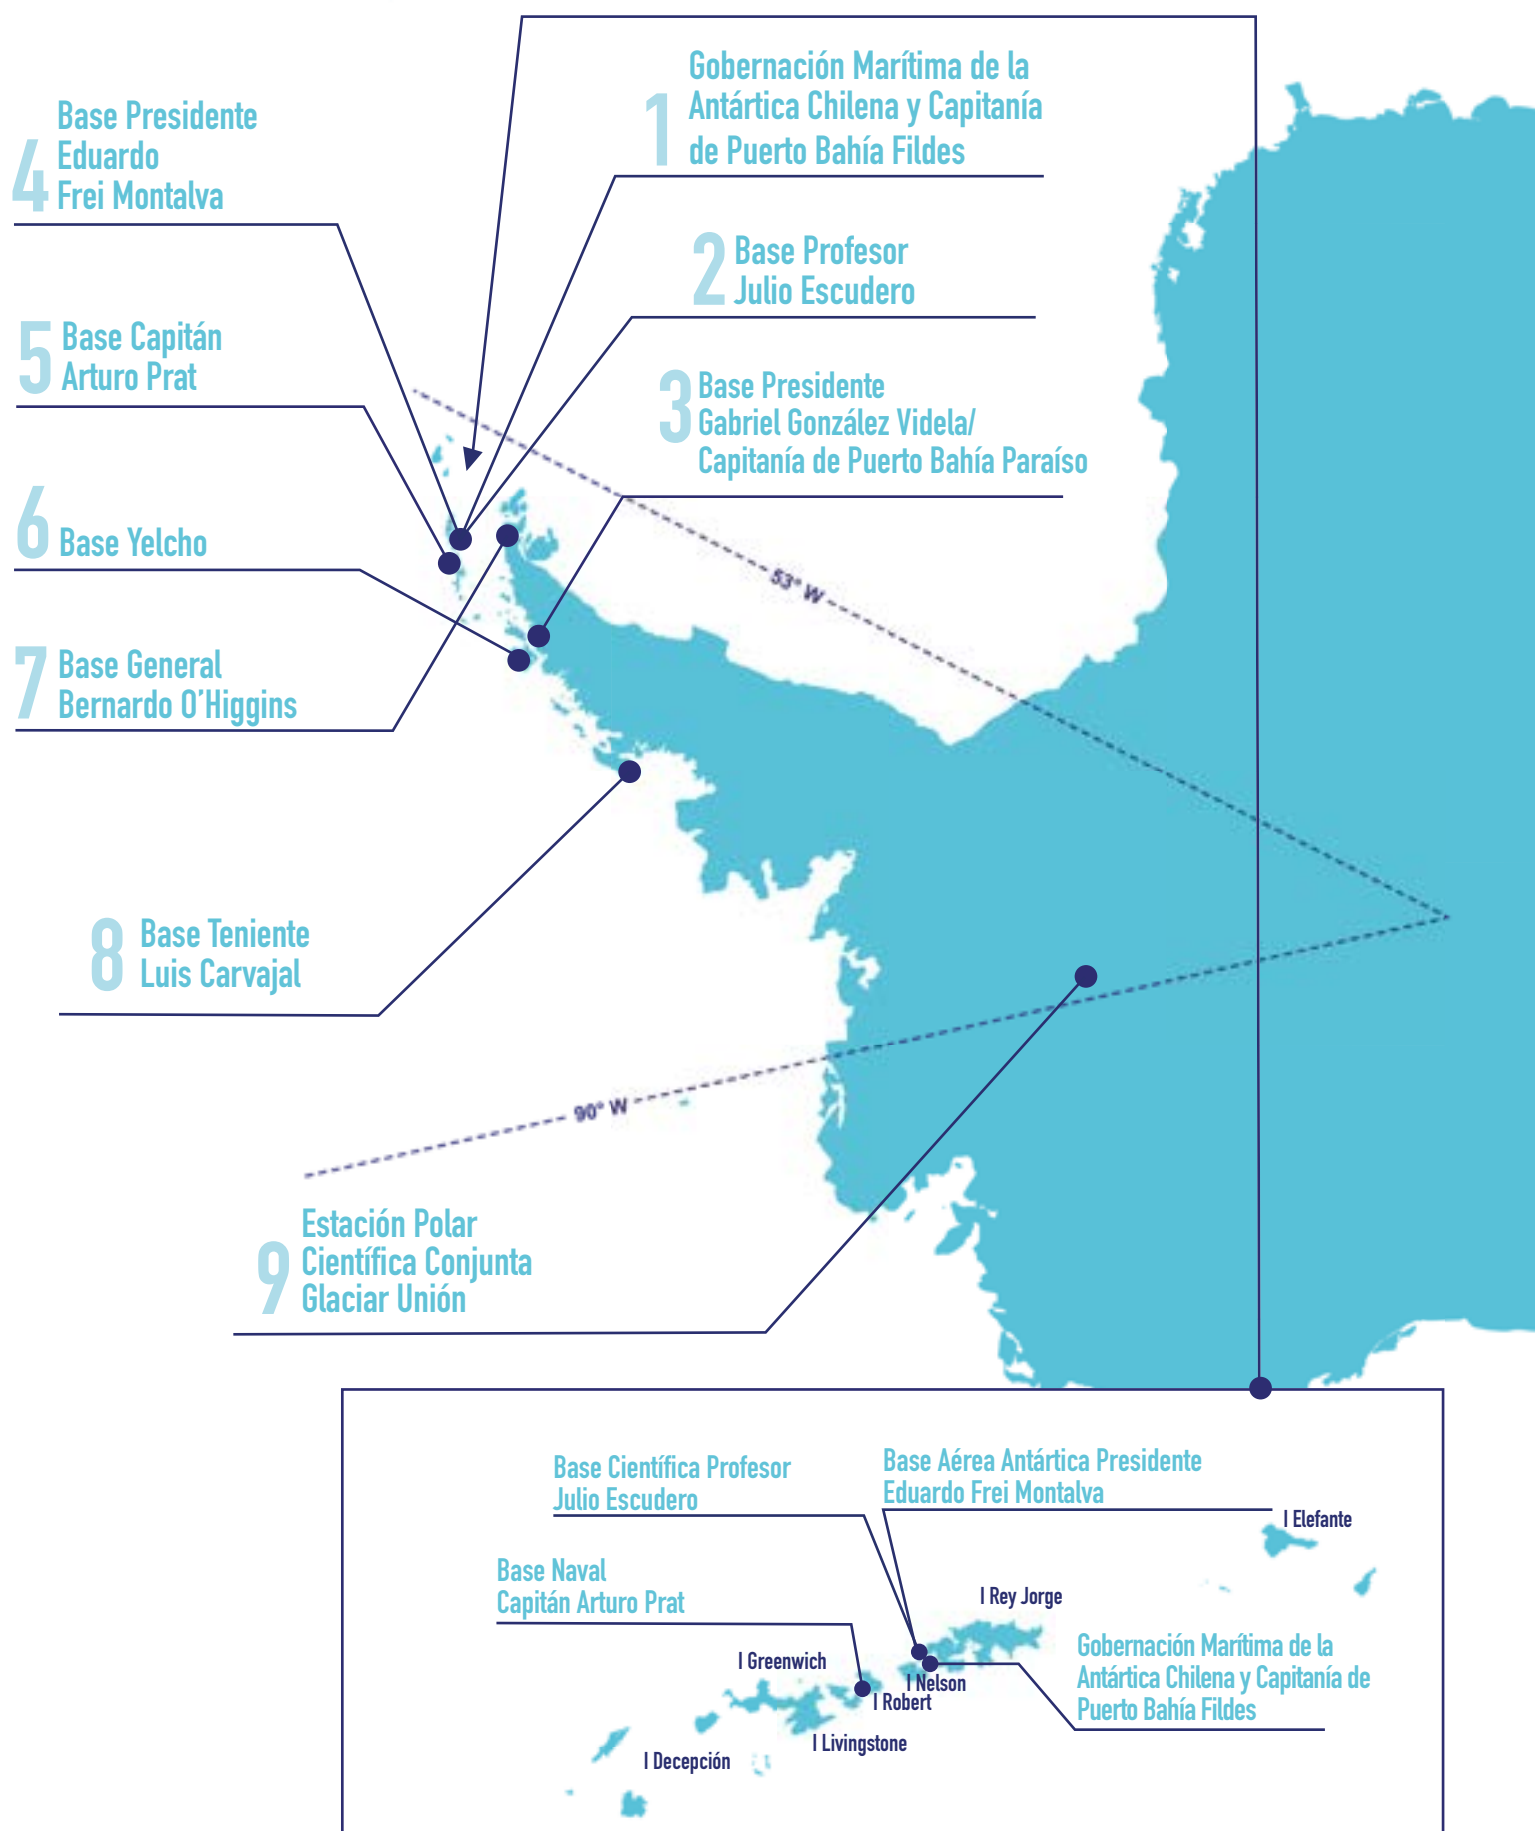 1
Gobernación Marítima de la
Antártica Chilena y Capitanía
de Puerto Bahía Fildes
4
Base Presidente
Eduardo
Frei Montalva
2
Base Profesor
Julio Escudero
5
Base Capitán
Arturo Prat
3
Base Presidente
Gabriel González Videla/
Capitanía de Puerto Bahía Paraíso
6
Base Yelcho
53° W
7
Base General
Bernardo O'Higgins
8
Base Teniente
Luis Carvajal
90° W
9
Estación Polar
Científica Conjunta
Glaciar Unión
Base Científica Profesor
Julio Escudero
Base Aérea Antártica Presidente
Eduardo Frei Montalva
I Elefante
Base Naval
Capitán Arturo Prat
I Rey Jorge
Gobernación Marítima de la
Antártica Chilena y Capitanía de
Puerto Bahía Fildes
I Greenwich
I Nelson
I Robert
I Livingstone
I Decepción